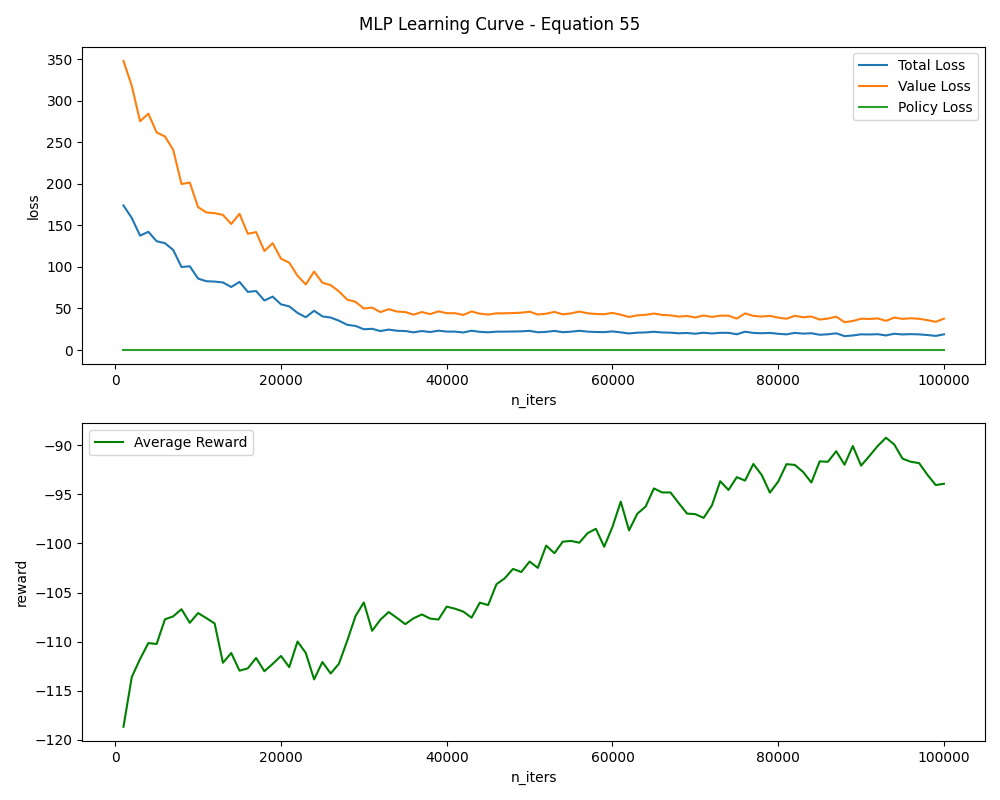 MLP Learning Curve - Equation 55
350
300
250
200
150
100
50
0
loss
Total Loss
Value Loss
Policy Loss
0 20000 40000 60000 80000 100000
n_iters
−90
−95
−100
−105
−110
−115
−120
reward
Average Reward
0 20000 40000 60000 80000 100000
n_iters